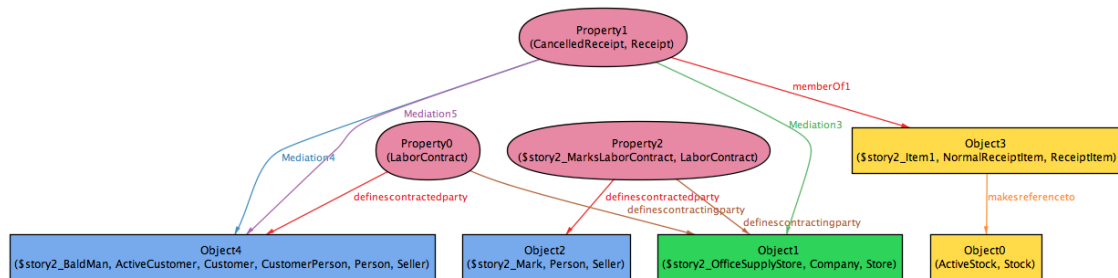 Property1
(CancelledReceipt, Receipt)
memberOf1
Mediation5
Mediation3
Mediation4
Property0
(LaborContract)
Property2
($story2_MarksLaborContract, LaborContract)
Object3
($story2_Item1, NormalReceiptItem, ReceiptItem)
definescontractedparty
definescontractedparty
makesreferenceto
definescontractingparty
definescontractingparty
Object4
($story2_BaldMan, ActiveCustomer, Customer, CustomerPerson, Person, Seller)
Object2
($story2_Mark, Person, Seller)
Object1
($story2_OfficeSupplyStore, Company, Store)
Object0
(ActiveStock, Stock)